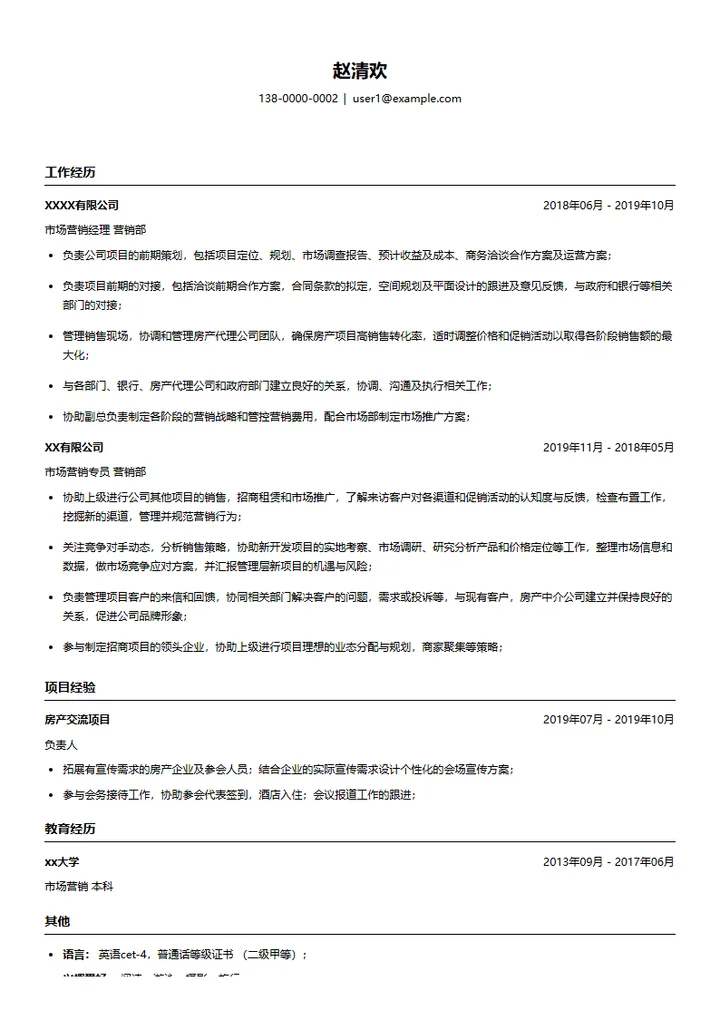 赵清欢
138-0000-0002 | user1@example.com
工作经历
XXXX有限公司 2018年06月 - 2019年10月
市场营销经理 营销部
• 负责公司项目的前期策划，包括项目定位、规划、市场调查报告、预计收益及成本、商务洽谈合作方案及运营方案；
• 负责项目前期的对接，包括洽谈前期合作方案，合同条款的拟定，空间规划及平面设计的跟进及意见反馈，与政府和银行等相关
部门的对接；
• 管理销售现场，协调和管理房产代理公司团队，确保房产项目高销售转化率，适时调整价格和促销活动以取得各阶段销售额的最
大化；
• 与各部门、银行、房产代理公司和政府部门建立良好的关系，协调、沟通及执行相关工作；
• 协助副总负责制定各阶段的营销战略和管控营销费用，配合市场部制定市场推广方案；
XX有限公司 2019年11月 - 2018年05月
市场营销专员 营销部
• 协助上级进行公司其他项目的销售，招商租赁和市场推广，了解来访客户对各渠道和促销活动的认知度与反馈，检查布置工作，
挖掘新的渠道，管理并规范营销行为；
• 关注竞争对手动态，分析销售策略，协助新开发项目的实地考察、市场调研、研究分析产品和价格定位等工作，整理市场信息和
数据，做市场竞争应对方案，并汇报管理层新项目的机遇与风险；
• 负责管理项目客户的来信和回馈，协同相关部门解决客户的问题，需求或投诉等，与现有客户，房产中介公司建立并保持良好的
关系，促进公司品牌形象；
• 参与制定招商项目的领头企业，协助上级进行项目理想的业态分配与规划，商家聚集等策略；
项目经验
房产交流项目 2019年07月 - 2019年10月
负责人
• 拓展有宣传需求的房产企业及参会人员；结合企业的实际宣传需求设计个性化的会场宣传方案；
• 参与会务接待工作，协助参会代表签到，酒店入住；会议报道工作的跟进；
教育经历
xx大学 2013年09月 - 2017年06月
市场营销 本科
其他
• 语言： 英语cet-4，普通话等级证书 （二级甲等）；